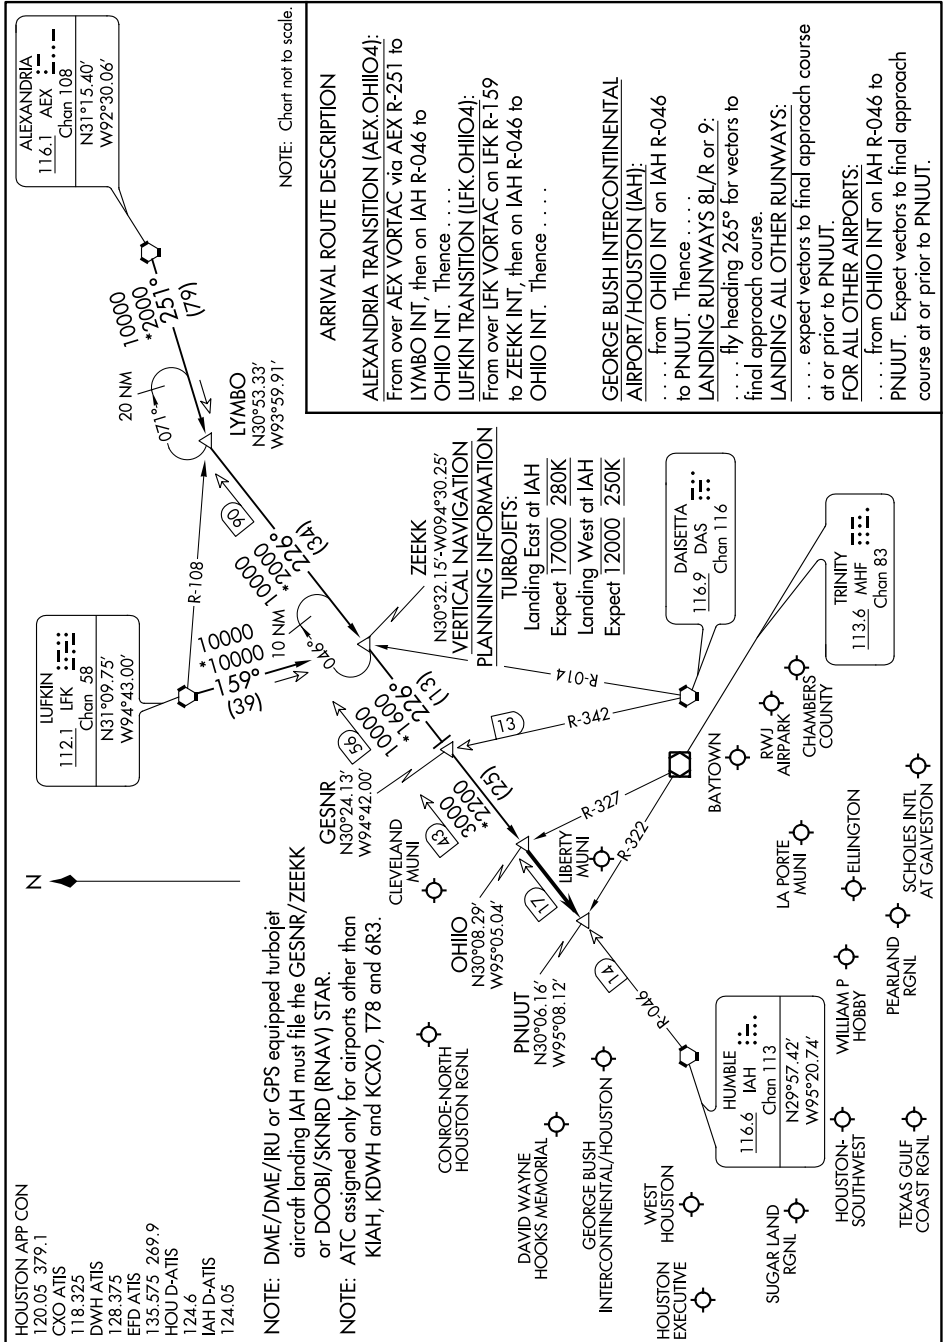 HOUSTON APP CON
120.05 379.1
CXO ATIS
118.325
DWH ATIS
128.375
EFD ATIS
135.575 269.9
HOU D-ATIS
124.6
IAH D-ATIS
124.05
NOTE: DME/DME/IRU or GPS equipped turbojet
aircraft landing IAH must file the GESNR/ZEEKK
or DOOBI/SKNRD (RNAV) STAR.
NOTE: ATC assigned only for airports other than
KIAH, KDWH and KCXO, T78 and 6R3.
N
LUFKIN
112.1 LFK
Chan 58
N31°09.75'
W94°43.00'
ALEXANDRIA
116.1 AEX
Chan 108
N31°15.40'
W92°30.06'
NOTE: Chart not to scale.
10000
*2000
251°
(79)
20 NM
071°
LYMBO
N30°53.33'
W93°59.91'
R-108
90
10000
*2000
226°
(34)
10000
*10000
159°
(39)
10 NM
046°
ZEEKK
N30°32.15'-W094°30.25'
VERTICAL NAVIGATION
PLANNING INFORMATION
TURBOJETS:
Landing East at IAH
Expect 17000 280K
Landing West at IAH
Expect 12000 250K
56
10000
*1600
226°
(13)
R-014
GESNR
N30°24.13'
W94°42.00'
13
R-342
43
3000
*2200
(25)
DAISETTA
116.9 DAS
Chan 116
OHIIO
N30°08.29'
W95°05.04'
17
R-327
R-322
TRINITY
113.6 MHF
Chan 83
PNUUT
N30°06.16'
W95°08.12'
14
R-046
HUMBLE
116.6 IAH
Chan 113
N29°57.42'
W95°20.74'
CLEVELAND
MUNI
LIBERTY
MUNI
CONROE-NORTH
HOUSTON RGNL
DAVID WAYNE
HOOKS MEMORIAL
GEORGE BUSH
INTERCONTINENTAL/HOUSTON
WEST
HOUSTON
HOUSTON
EXECUTIVE
SUGAR LAND
RGNL
HOUSTON-
SOUTHWEST
TEXAS GULF
COAST RGNL
WILLIAM P
HOBBY
PEARLAND
RGNL
ELLINGTON
SCHOLES INTL
AT GALVESTON
LA PORTE
MUNI
BAYTOWN
RWJ
AIRPARK
CHAMBERS
COUNTY
ARRIVAL ROUTE DESCRIPTION
ALEXANDRIA TRANSITION (AEX.OHIIO4):
From over AEX VORTAC via AEX R-251 to
LYMBO INT, then on IAH R-046 to
OHIIO INT. Thence . . . .
LUFKIN TRANSITION (LFK.OHIIO4):
From over LFK VORTAC on LFK R-159
to ZEEKK INT, then on IAH R-046 to
OHIIO INT. Thence . . . .
GEORGE BUSH INTERCONTINENTAL
AIRPORT/HOUSTON (IAH):
. . . . from OHIIO INT on IAH R-046
to PNUUT. Thence . . . .
LANDING RUNWAYS 8L/R or 9:
. . . . fly heading 265° for vectors to
final approach course.
LANDING ALL OTHER RUNWAYS:
. . . . expect vectors to final approach course
at or prior to PNUUT.
FOR ALL OTHER AIRPORTS:
. . . . from OHIIO INT on IAH R-046 to
PNUUT. Expect vectors to final approach
course at or prior to PNUUT.